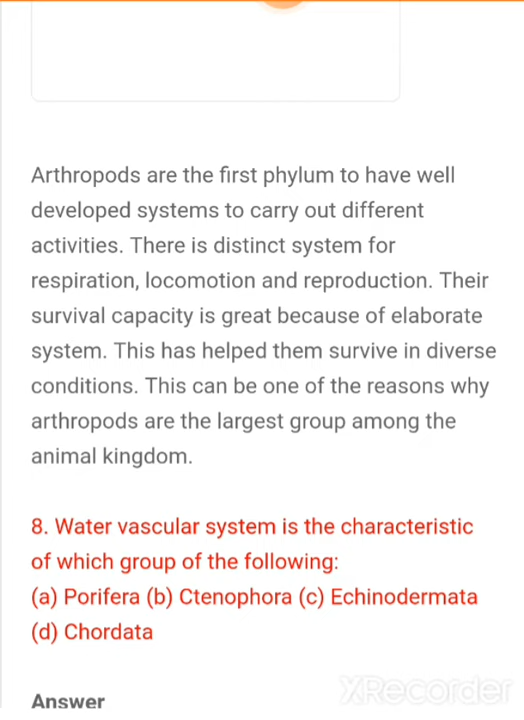 Arthropods are the first phylum to have well
developed systems to carry out different
activities. There is distinct system for
respiration, locomotion and reproduction. Their
survival capacity is great because of elaborate
system. This has helped them survive in diverse
conditions. This can be one of the reasons why
arthropods are the largest group among the
animal kingdom.
8. Water vascular system is the characteristic
of which group of the following:
(a) Porifera (b) Ctenophora (c) Echinodermata
(d) Chordata
Answer
XRecorder